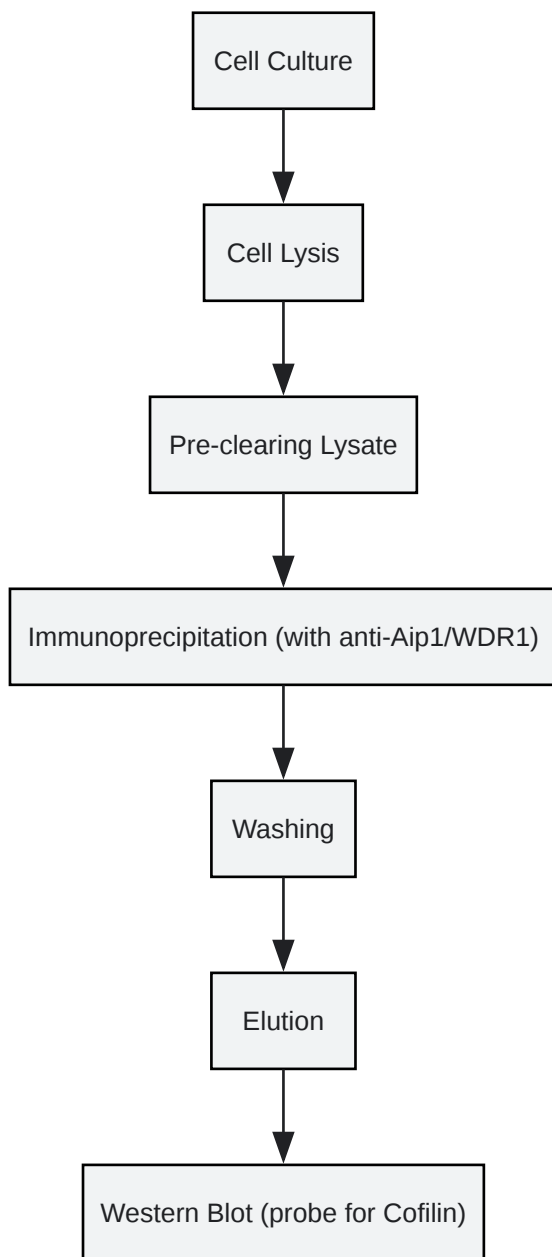 Cell Culture
Cell Lysis
Pre-clearing Lysate
Immunoprecipitation (with anti-Aip1/WDR1)
Washing
Elution
Western Blot (probe for Cofilin)